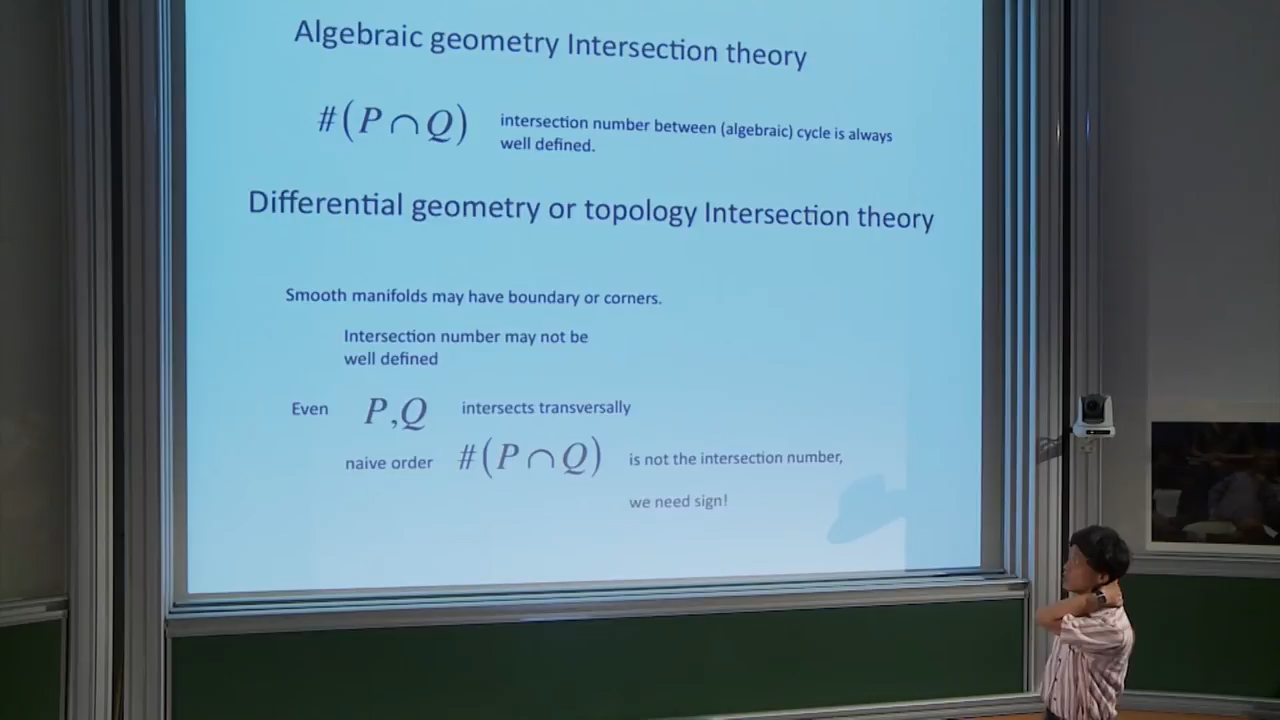 Algebraic geometry Intersection theory
#(P∩Q) intersection number between (algebraic) cycle is always
well defined.
Differential geometry or topology Intersection theory
Smooth manifolds may have boundary or corners.
Intersection number may not be
well defined
Even P,Q intersects transversally
naive order #(P∩Q) is not the intersection number,
we need sign!